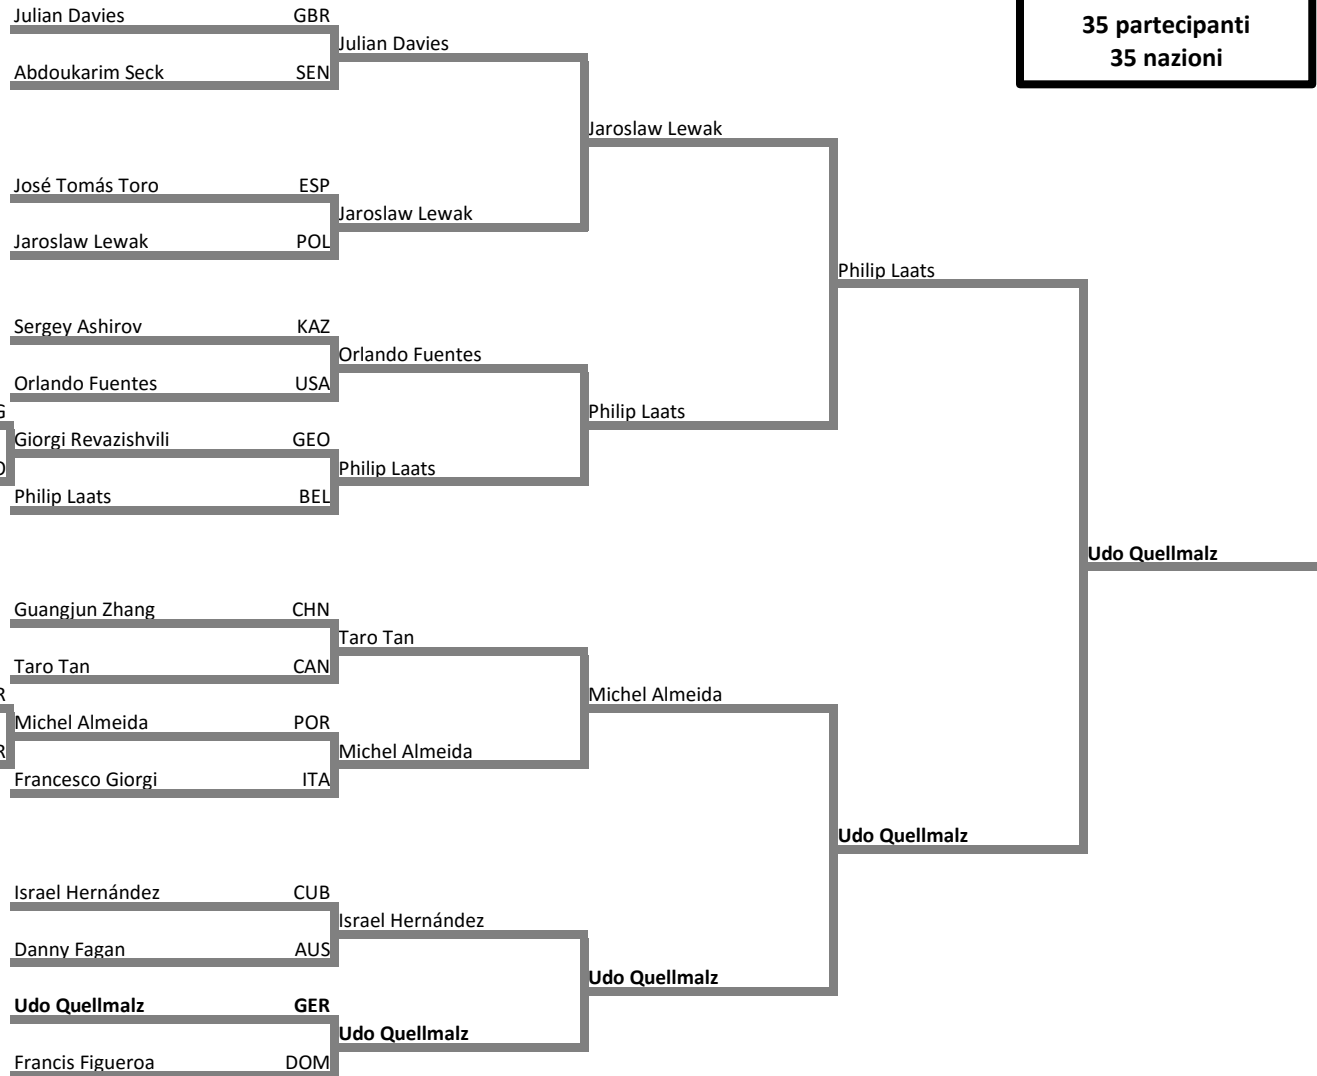 Julian Davies GBR
35 partecipanti
Julian Davies
35 nazioni
Abdoukarim Seck SEN
Jaroslaw Lewak
José Tomás Toro ESP
Jaroslaw Lewak
Jaroslaw Lewak POL
Philip Laats
Sergey Ashirov KAZ
Orlando Fuentes
Orlando Fuentes USA
Philip Laats
Giorgi Revazishvili GEO
Philip Laats
Philip Laats BEL
Udo Quellmalz
Guangjun Zhang CHN
Taro Tan
Taro Tan CAN
R
Michel Almeida
Michel Almeida POR
R
Michel Almeida
Francesco Giorgi ITA
Udo Quellmalz
Israel Hernández CUB
Israel Hernández
Danny Fagan AUS
Udo Quellmalz
Udo Quellmalz GER
Udo Quellmalz
Francis Figueroa DOM